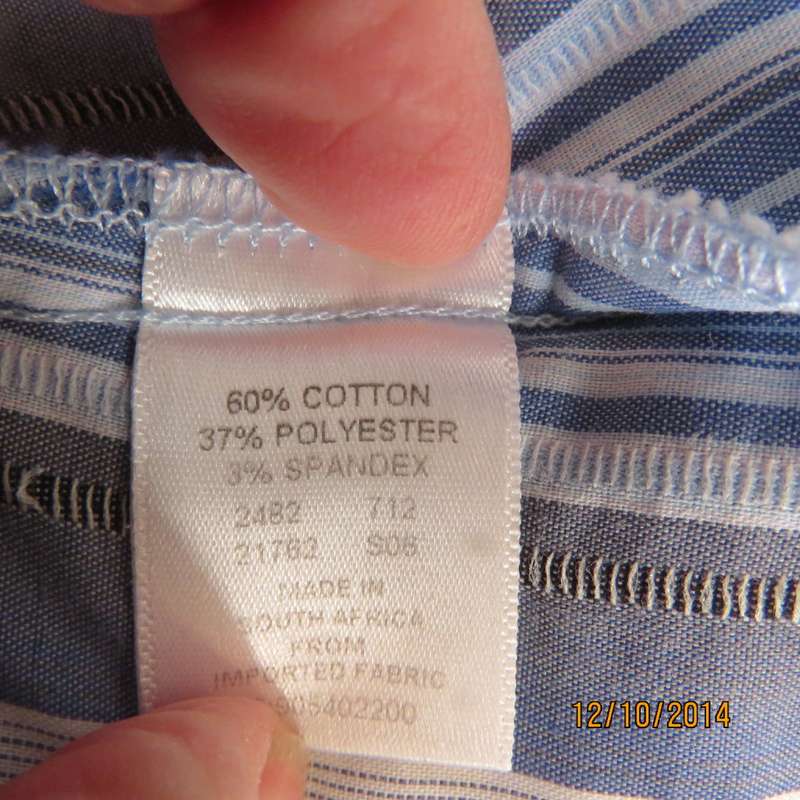 60% COTTON
37% POLYESTER
3% SPANDEX
2482 712
21762 S06
MADE IN
SOUTH AFRICA
FROM
IMPORTED FABRIC
12/10/2014